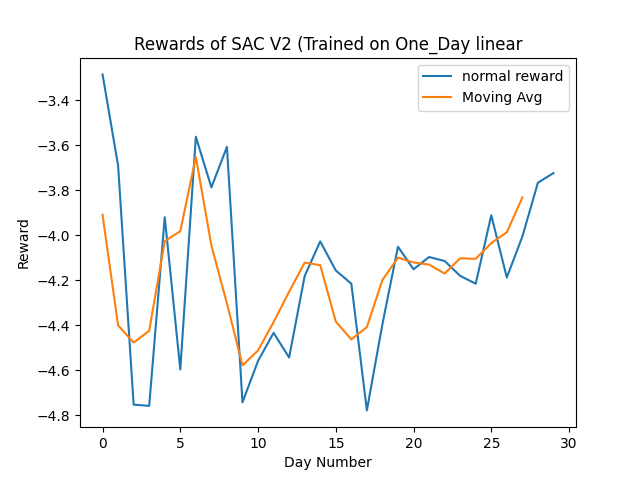 Rewards of SAC V2 (Trained on One_Day linear
normal reward
Moving Avg
−3.4
−3.6
−3.8
−4.0
−4.2
−4.4
−4.6
−4.8
Reward
0 5 10 15 20 25 30
Day Number